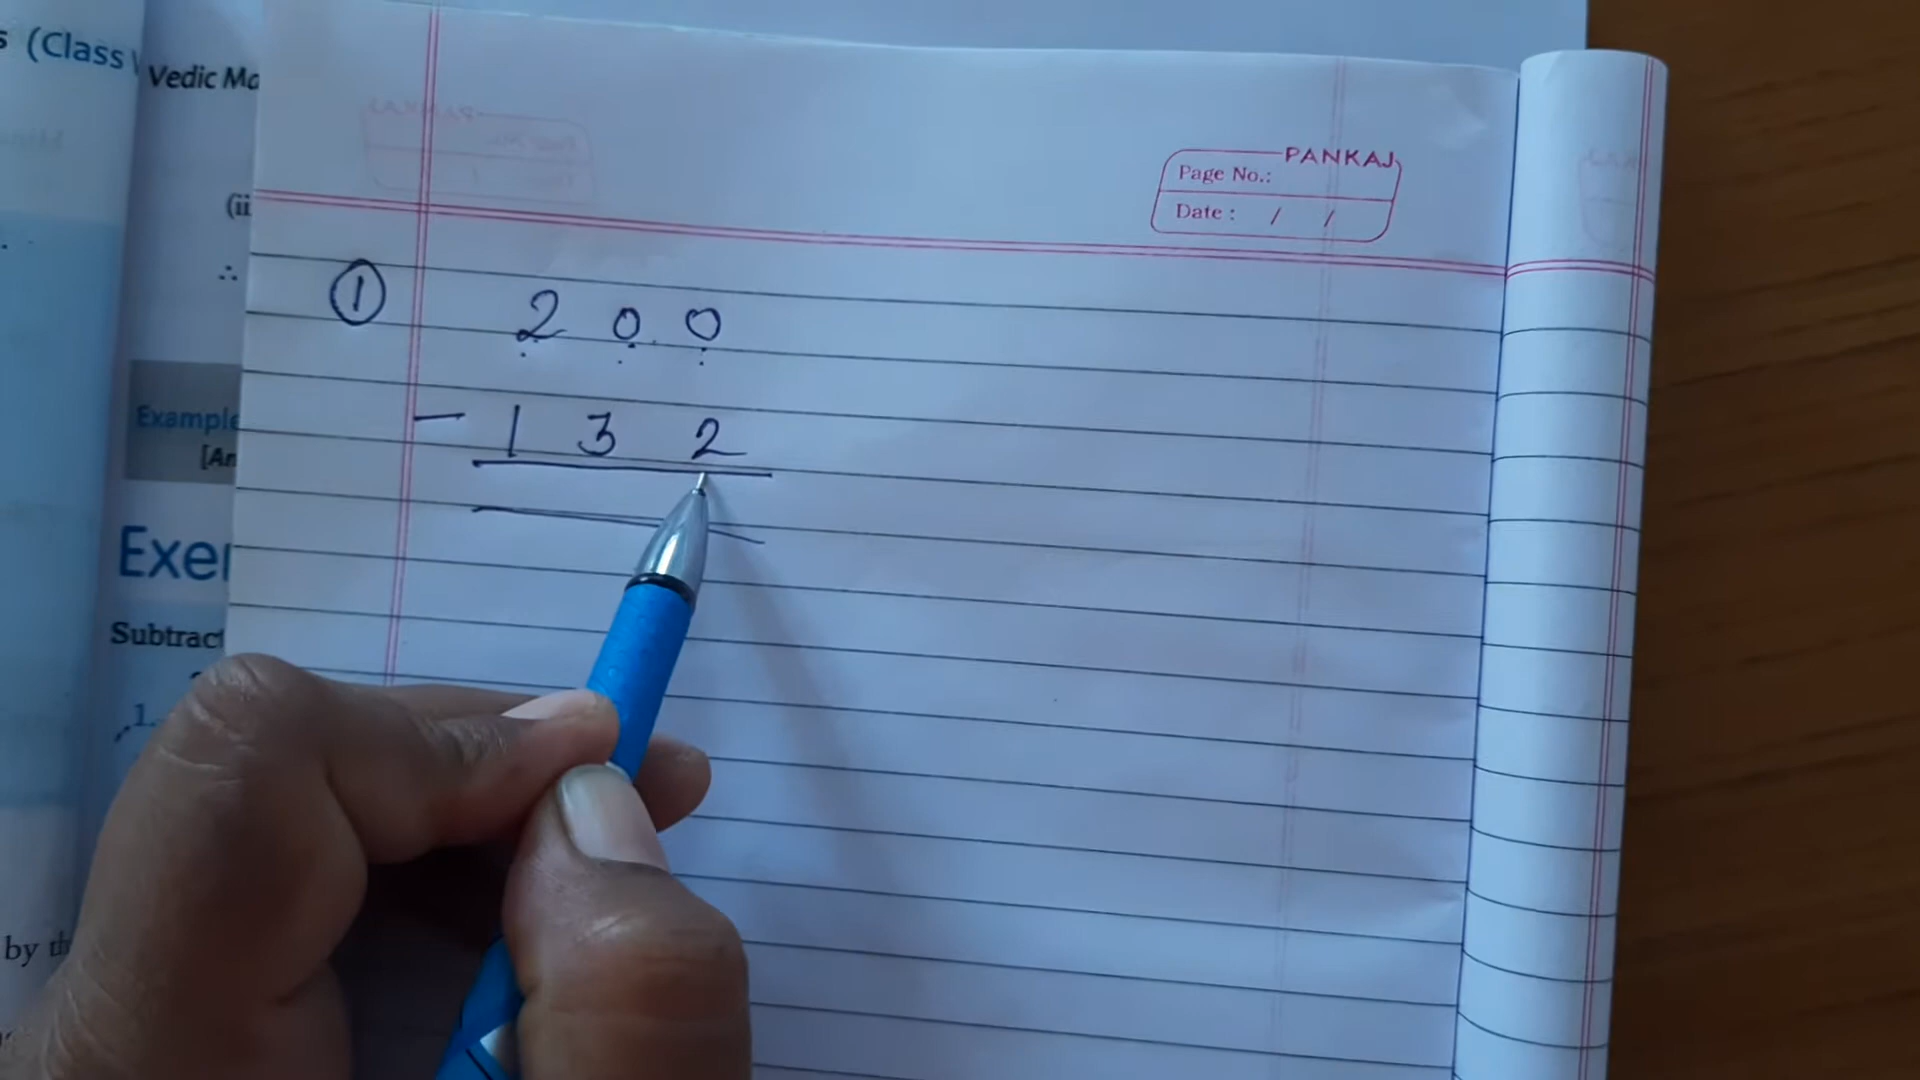 s (Class
Vedic Ma
PANKAJ
Page No.:
Date : / /
(ii
∴
① 2 0 0
- 1 3 2
Example
[An
Exer
Subtract
1.
by th